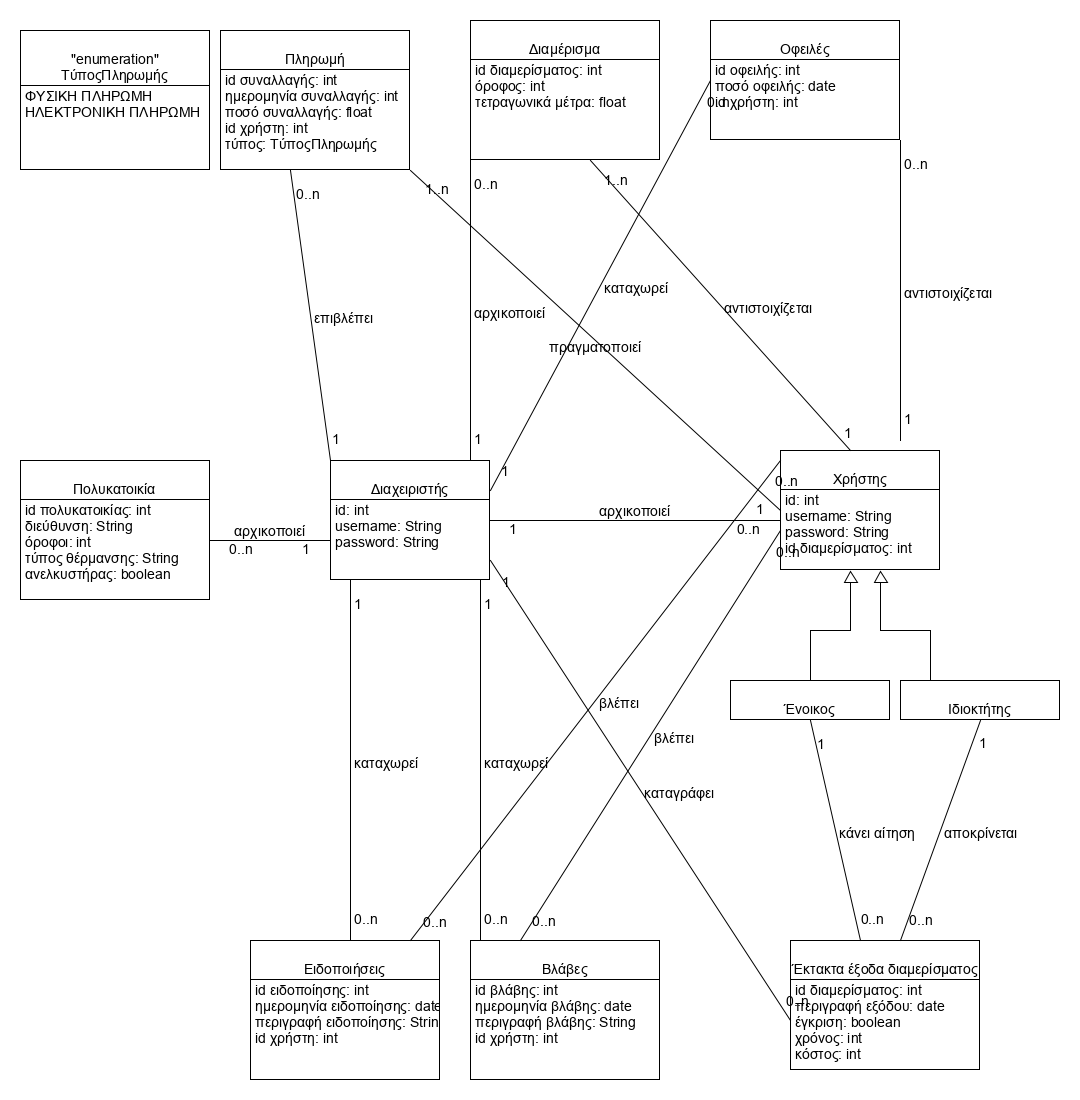 "enumeration"
ΤύποςΠληρωμής
ΦΥΣΙΚΗ ΠΛΗΡΩΜΗ
ΗΛΕΚΤΡΟΝΙΚΗ ΠΛΗΡΩΜΗ
Πληρωμή
id συναλλαγής: int
ημερομηνία συναλλαγής: int
ποσό συναλλαγής: float
id χρήστη: int
τύπος: ΤύποςΠληρωμής
Διαμέρισμα
id διαμερίσματος: int
όροφος: int
τετραγωνικά μέτρα: float
Οφειλές
id οφειλής: int
ποσό οφειλής: date
id χρήστη: int
0..n
0..n
1..n
0..n
1..n
0..n
καταχωρεί
αντιστοιχίζεται
αντιστοιχίζεται
αρχικοποιεί
επιβλέπει
πραγματοποιεί
1
1
1
1
1
Πολυκατοικία
id πολυκατοικίας: int
διεύθυνση: String
όροφοι: int
τύπος θέρμανσης: String
ανελκυστήρας: boolean
αρχικοποιεί
0..n
1
Διαχειριστής
id: int
username: String
password: String
αρχικοποιεί
1
1
0..n
0..n
0..n
Χρήστης
id: int
username: String
password: String
id διαμερίσματος: int
1
1
1
Ένοικος
Ιδιοκτήτης
1
1
βλέπει
βλέπει
καταχωρεί
καταχωρεί
καταγράφει
κάνει αίτηση
αποκρίνεται
0..n
0..n
0..n
0..n
0..n
0..n
0..n
Ειδοποιήσεις
id ειδοποίησης: int
ημερομηνία ειδοποίησης: date
περιγραφή ειδοποίησης: Strin
id χρήστη: int
Βλάβες
id βλάβης: int
ημερομηνία βλάβης: date
περιγραφή βλάβης: String
id χρήστη: int
Έκτακτα έξοδα διαμερίσματος
id διαμερίσματος: int
περιγραφή εξόδου: date
έγκριση: boolean
χρόνος: int
κόστος: int